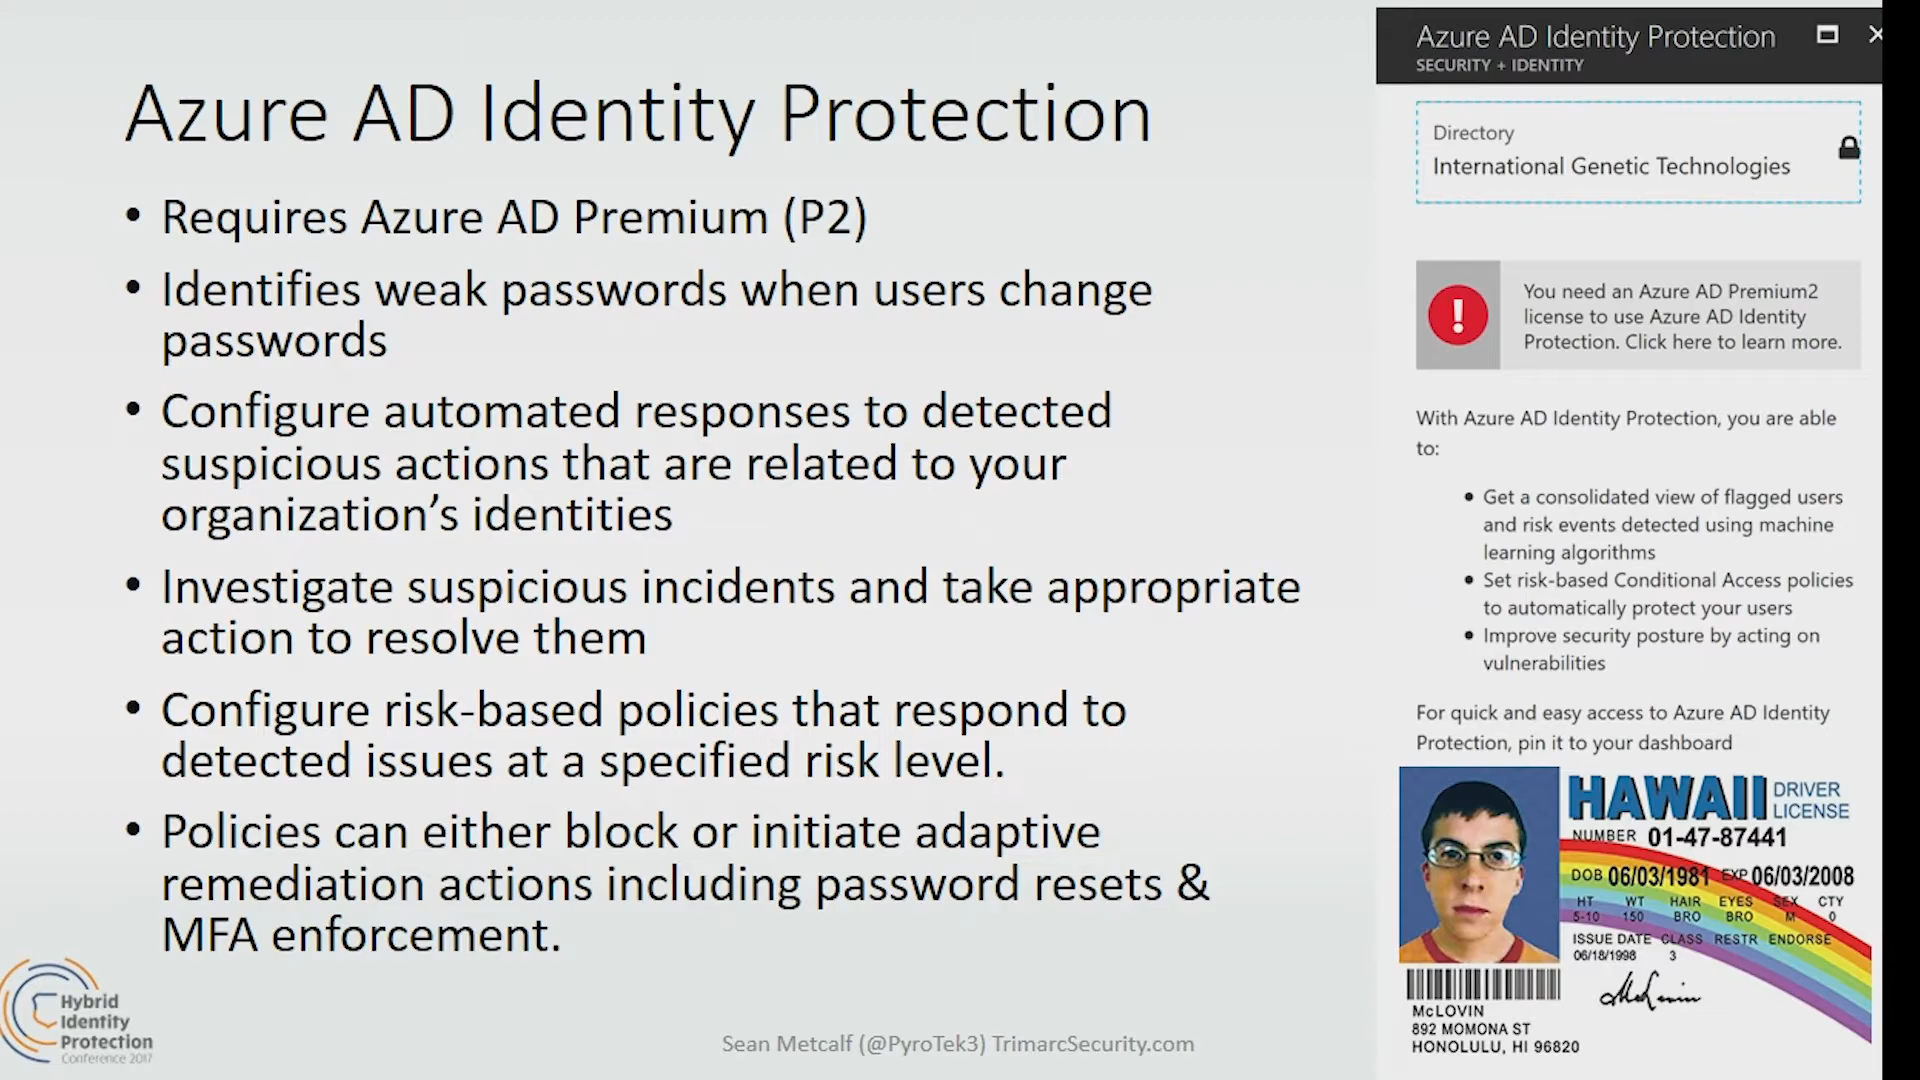 Azure AD Identity Protection
• Requires Azure AD Premium (P2)
• Identifies weak passwords when users change
passwords
• Configure automated responses to detected
suspicious actions that are related to your
organization’s identities
• Investigate suspicious incidents and take appropriate
action to resolve them
• Configure risk-based policies that respond to
detected issues at a specified risk level.
• Policies can either block or initiate adaptive
remediation actions including password resets &
MFA enforcement.
Hybrid
Identity
Protection
Conference 2017
Sean Metcalf (@PyroTek3) TrimarcSecurity.com
Azure AD Identity Protection
SECURITY + IDENTITY
Directory
International Genetic Technologies
You need an Azure AD Premium2
license to use Azure AD Identity
Protection. Click here to learn more.
With Azure AD Identity Protection, you are able
to:
• Get a consolidated view of flagged users
and risk events detected using machine
learning algorithms
• Set risk-based Conditional Access policies
to automatically protect your users
• Improve security posture by acting on
vulnerabilities
For quick and easy access to Azure AD Identity
Protection, pin it to your dashboard
HAWAII DRIVER
LICENSE
NUMBER 01-47-87441
DOB 06/03/1981 EXP 06/03/2008
HT WT HAIR EYES SEX CTY
5-10 150 BRO BRO M 0
ISSUE DATE CLASS RESTR ENDORSE
06/18/1998 3
McLovin
McLOVIN
892 MOMONA ST
HONOLULU, HI 96820